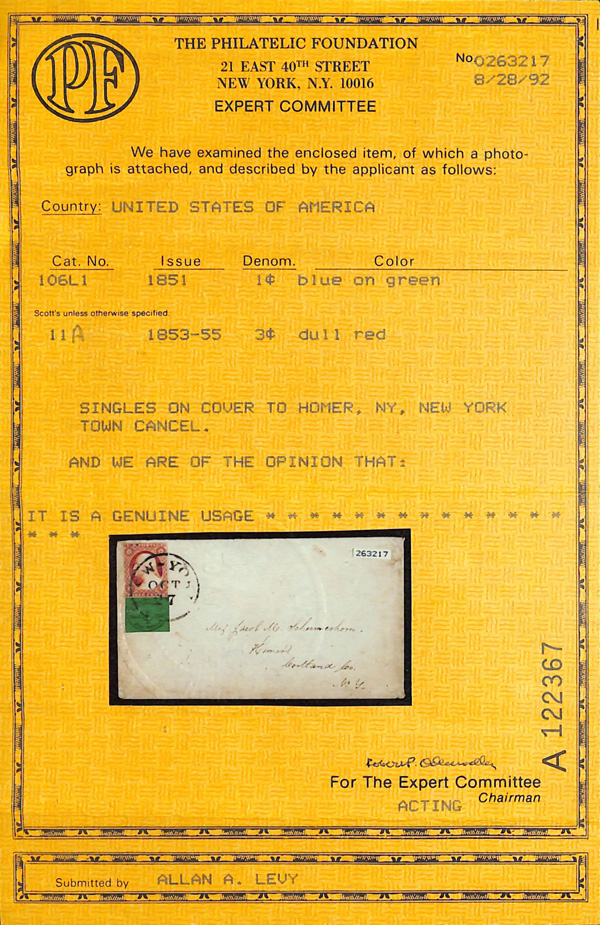 PF
THE PHILATELIC FOUNDATION
21 EAST 40TH STREET
NEW YORK, N.Y. 10016
EXPERT COMMITTEE
No 0263217
8/28/92
We have examined the enclosed item, of which a photo-
graph is attached, and described by the applicant as follows:
Country: UNITED STATES OF AMERICA
Cat. No. Issue Denom. Color
106L1 1851 1¢ blue on green
Scott's unless otherwise specified.
11A 1853-55 3¢ dull red
SINGLES ON COVER TO HOMER, NY, NEW YORK
TOWN CANCEL.
AND WE ARE OF THE OPINION THAT:
IT IS A GENUINE USAGE * * * * * * * * * * * * * *
* * *
263217
OCT
17
Cortland Co.
N.Y.
A 122367
For The Expert Committee
ACTING Chairman
Submitted by ALLAN A. LEVY